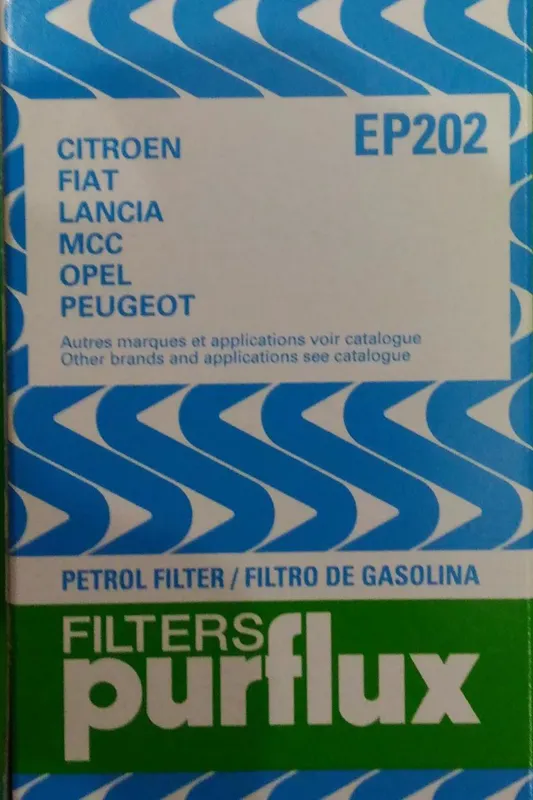 EP202
CITROEN
FIAT
LANCIA
MCC
OPEL
PEUGEOT
Autres marques et applications voir catalogue
Other brands and applications see catalogue
PETROL FILTER / FILTRO DE GASOLINA
FILTERS
purflux